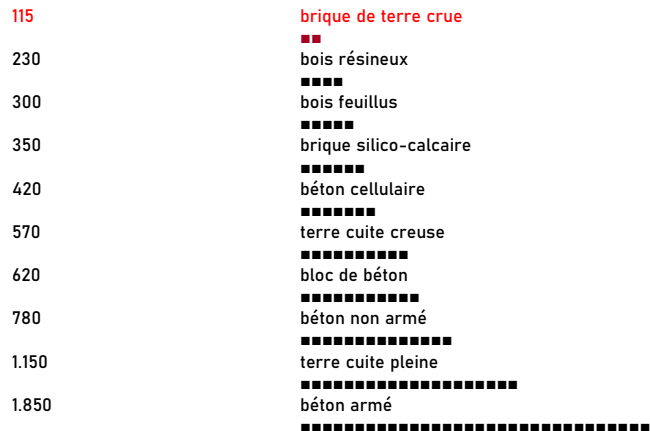 115 brique de terre crue
230 bois résineux
300 bois feuillus
350 brique silico-calcaire
420 béton cellulaire
570 terre cuite creuse
620 bloc de béton
780 béton non armé
1.150 terre cuite pleine
1.850 béton armé